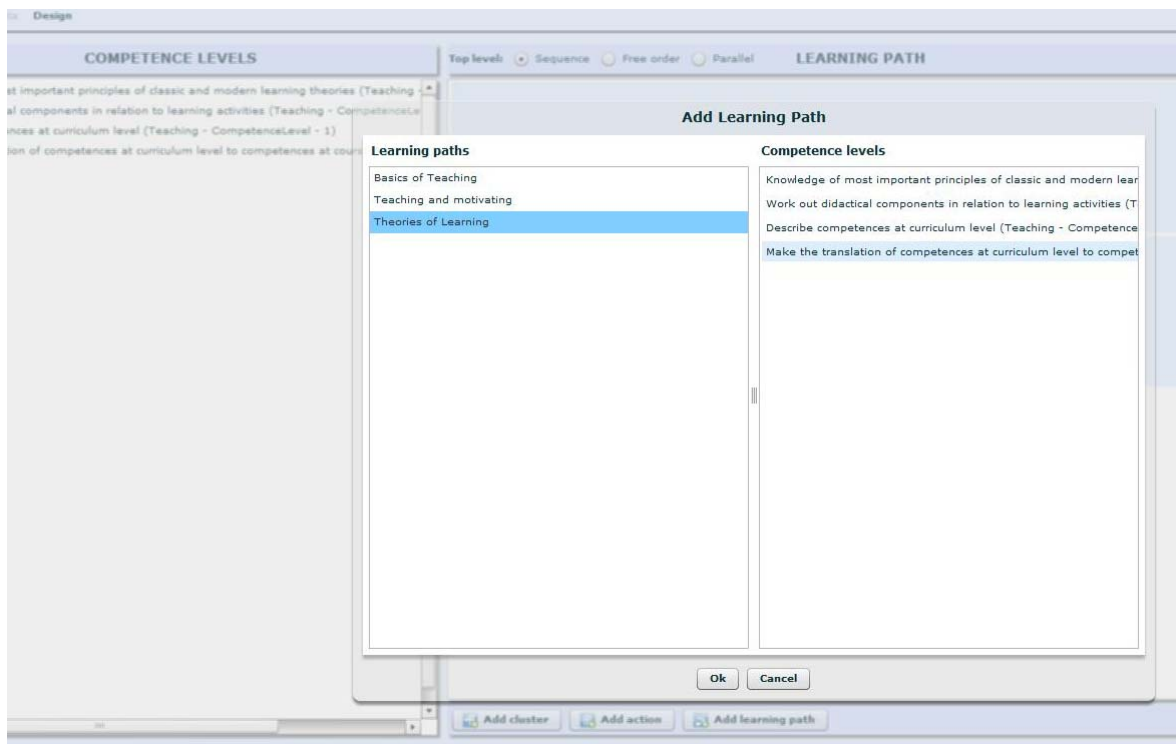 Design
COMPETENCE LEVELS
Top level: Sequence Free order Parallel
LEARNING PATH
important principles of classic and modern learning theories (Teaching -
al components in relation to learning activities (Teaching - CompetenceLe
nces at curriculum level (Teaching - CompetenceLevel - 1)
ion of competences at curriculum level to competences at cour
Add Learning Path
Learning paths
Basics of Teaching
Teaching and motivating
Theories of Learning
Competence levels
Knowledge of most important principles of classic and modern lear
Work out didactical components in relation to learning activities (T
Describe competences at curriculum level (Teaching - Competence
Make the translation of competences at curriculum level to compet
Ok
Cancel
Add cluster
Add action
Add learning path